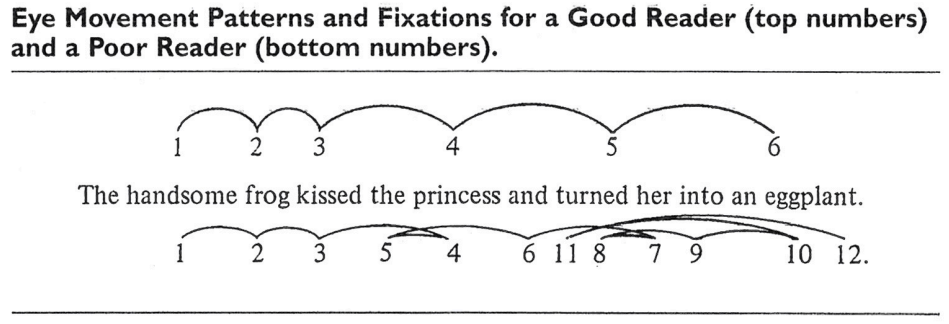 Eye Movement Patterns and Fixations for a Good Reader (top numbers)
and a Poor Reader (bottom numbers).
1 2 3 4 5 6
The handsome frog kissed the princess and turned her into an eggplant.
1 2 3 5 4 6 11 8 7 9 10 12.